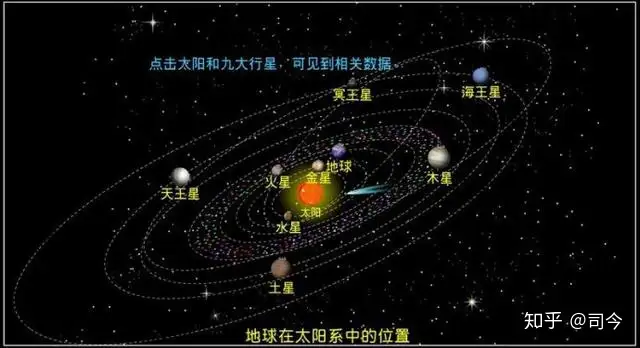 点击太阳和九大行星，可见到相关数据。
冥王星
海王星
地球
木星
金星
火星
天王星
太阳
水星
土星
地球在太阳系中的位置
知乎 @司今